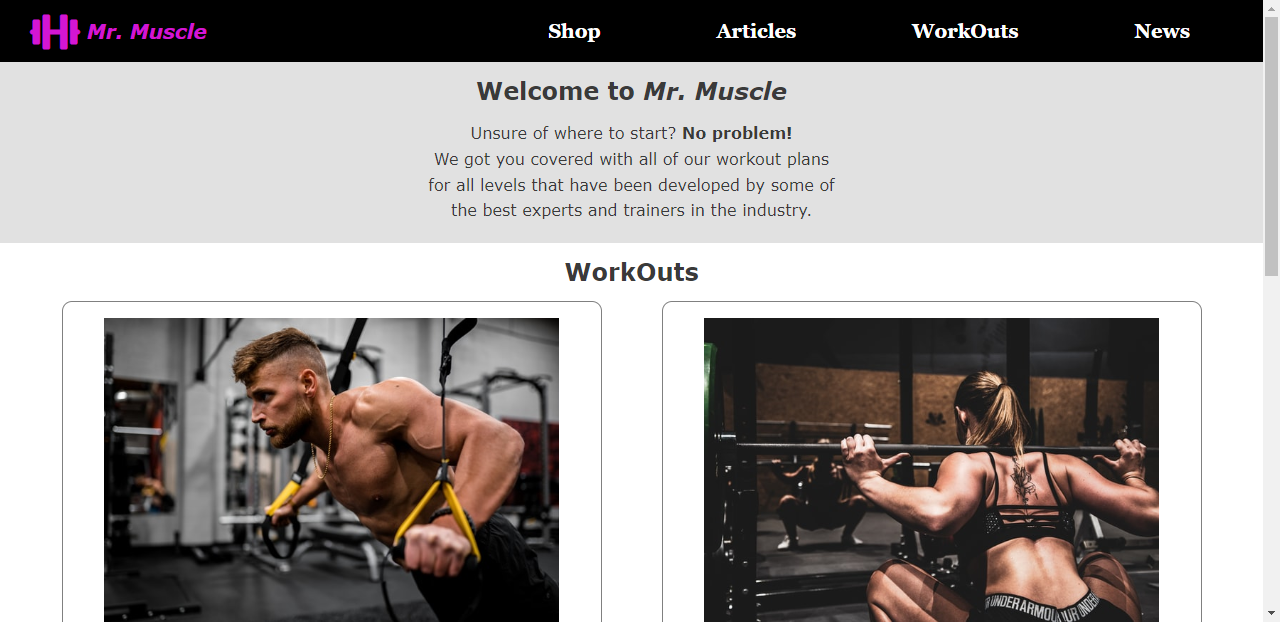 Mr. Muscle
Shop
Articles
WorkOuts
News
Welcome to Mr. Muscle
Unsure of where to start? No problem!
We got you covered with all of our workout plans
for all levels that have been developed by some of
the best experts and trainers in the industry.
WorkOuts
UNDER ARMOUR
UNDER